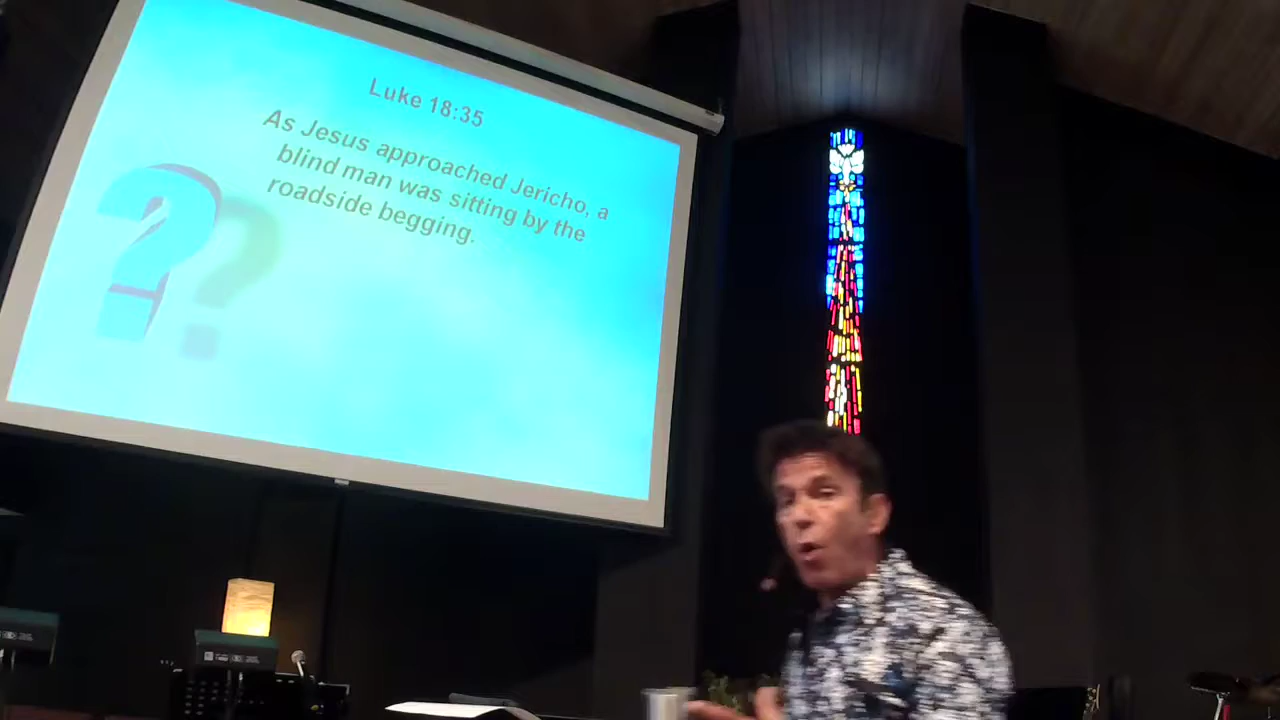 Luke 18:35
As Jesus approached Jericho, a
blind man was sitting by the
roadside begging.